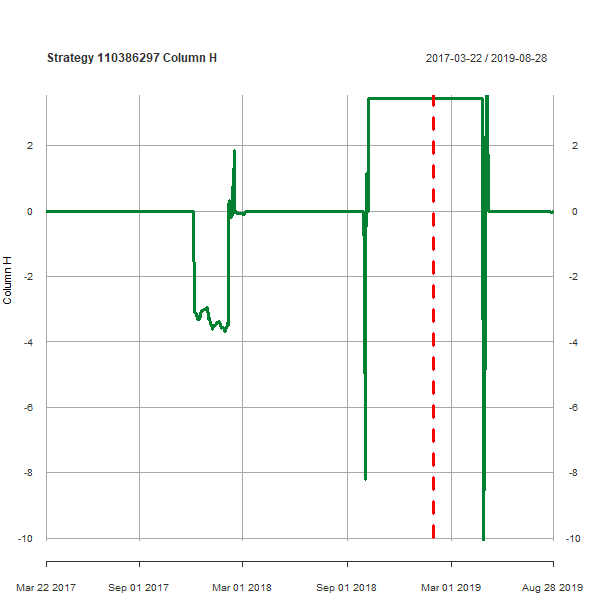 Strategy 110386297 Column H
2017-03-22 / 2019-08-28
2
2
0
0
-2
-2
-4
-4
-6
-6
-8
-8
-10
-10
Column H
Mar 22 2017
Sep 01 2017
Mar 01 2018
Sep 01 2018
Mar 01 2019
Aug 28 2019